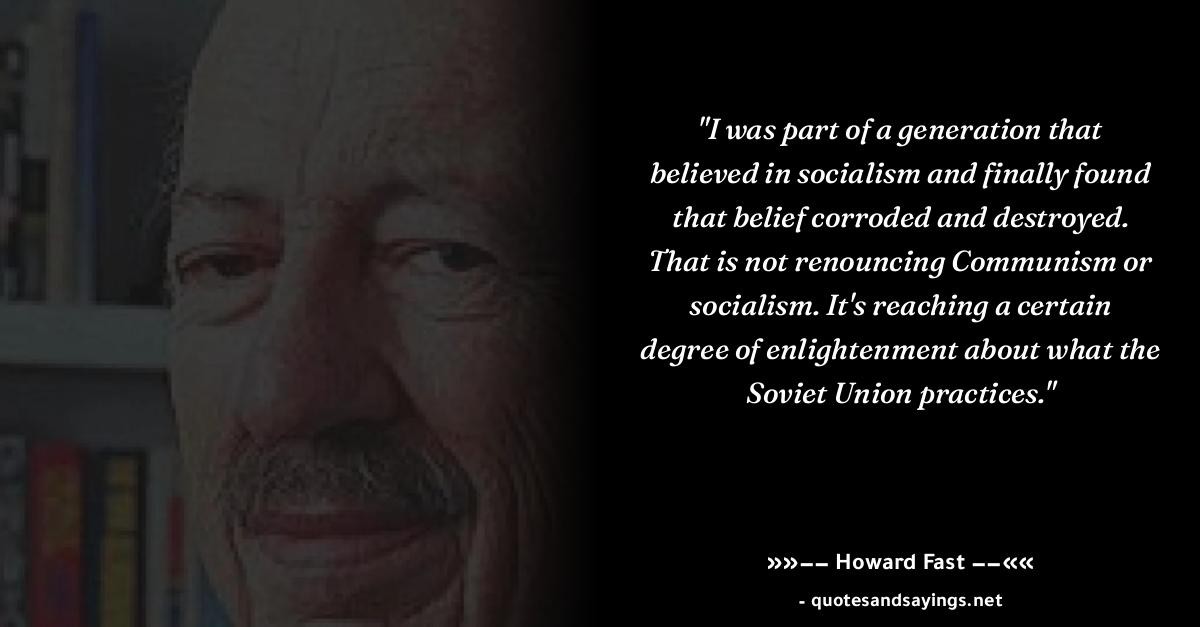 "I was part of a generation that
believed in socialism and finally found
that belief corroded and destroyed.
That is not renouncing Communism or
socialism. It's reaching a certain
degree of enlightenment about what the
Soviet Union practices."
»»−− Howard Fast −−««
- quotesandsayings.net